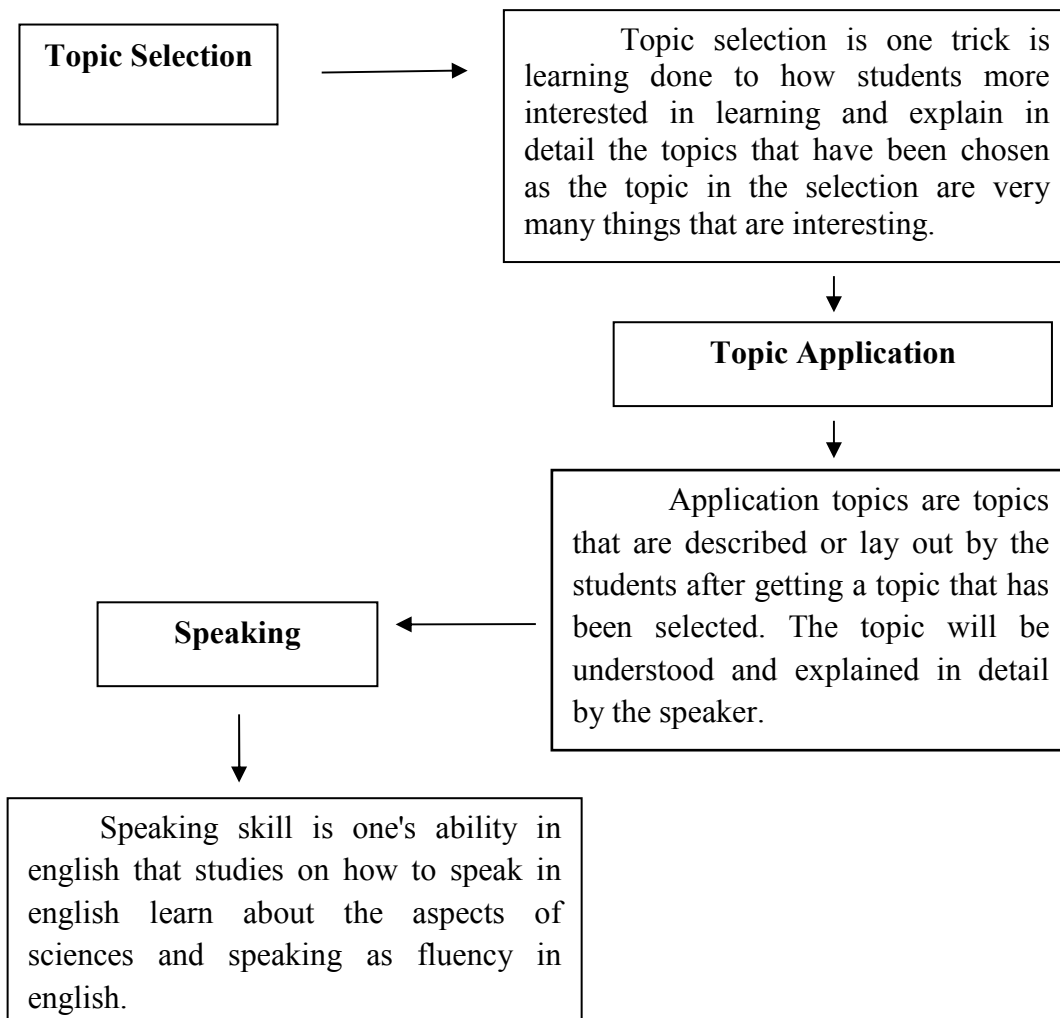 Topic Selection
Topic selection is one trick is
learning done to how students more
interested in learning and explain in
detail the topics that have been chosen
as the topic in the selection are very
many things that are interesting.
Topic Application
Application topics are topics
that are described or lay out by the
students after getting a topic that has
been selected. The topic will be
understood and explained in detail
by the speaker.
Speaking
Speaking skill is one's ability in
english that studies on how to speak in
english learn about the aspects of
sciences and speaking as fluency in
english.